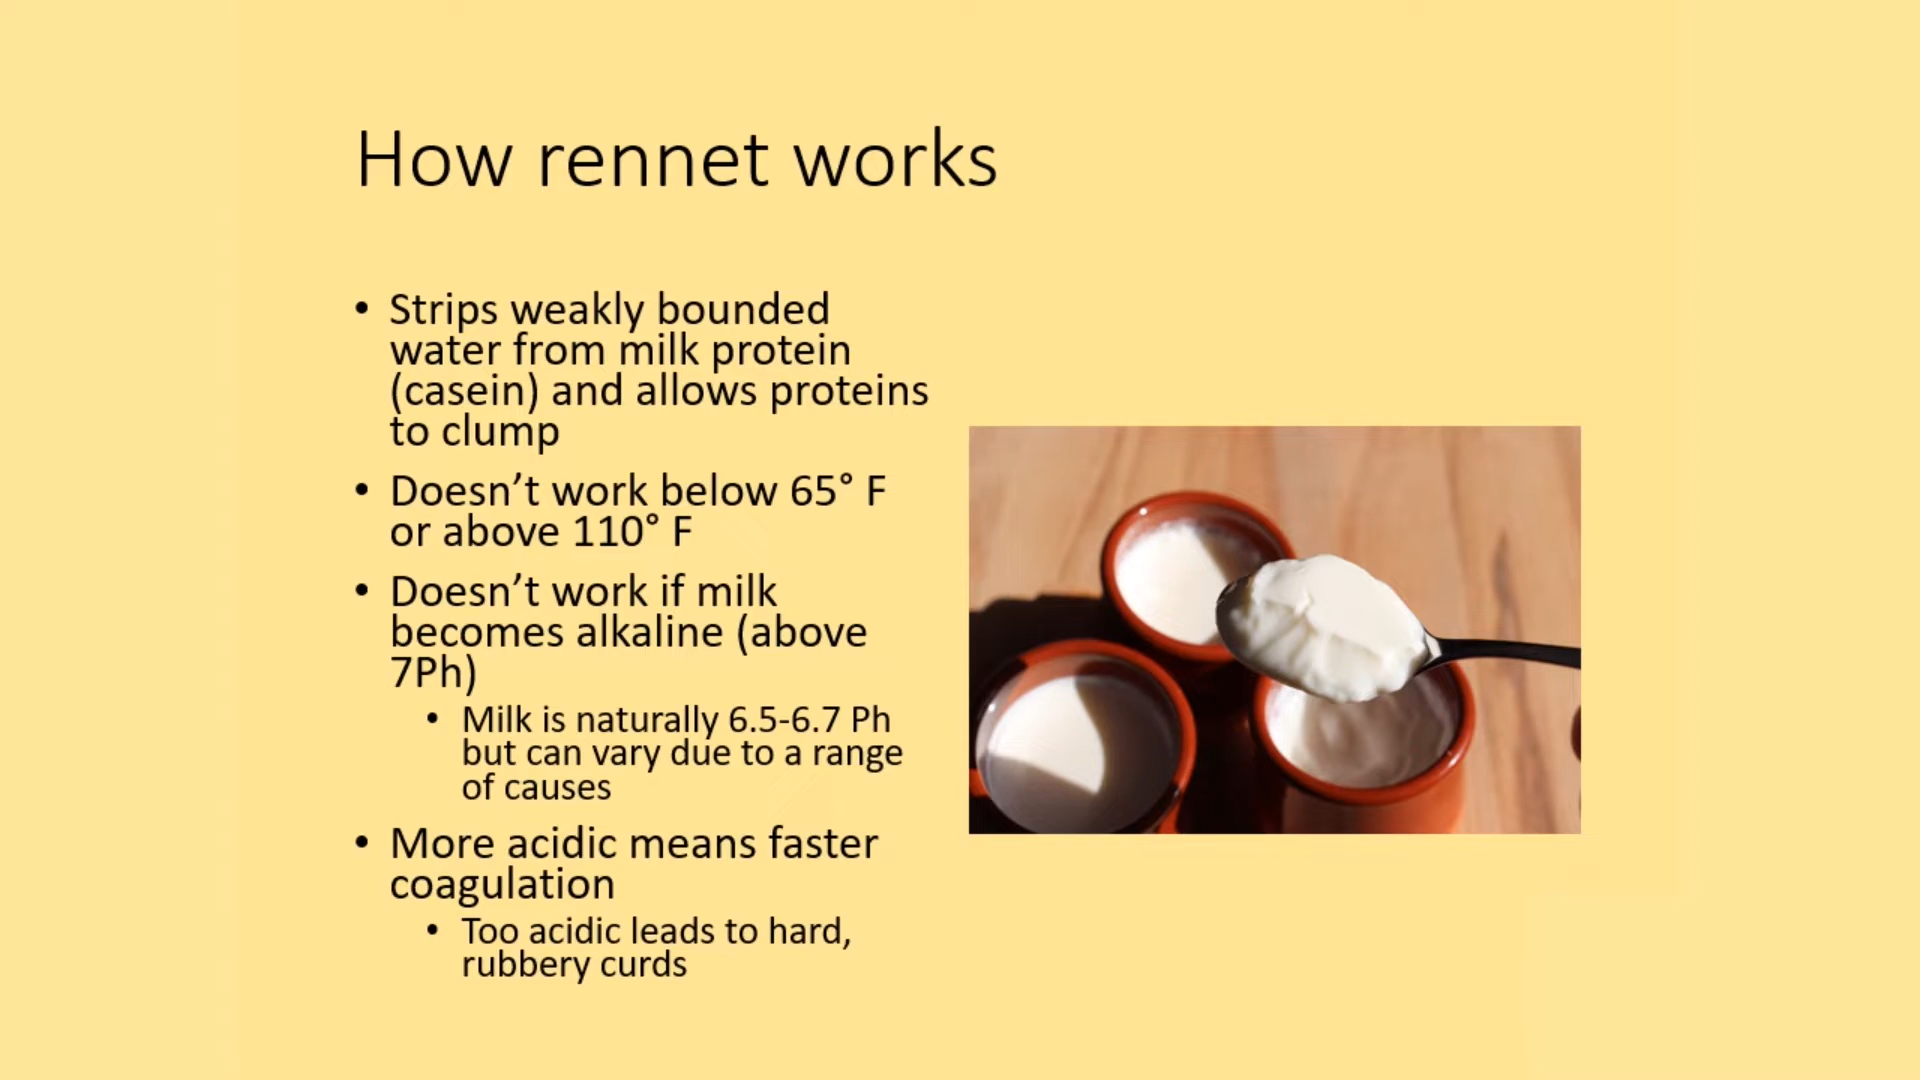 How rennet works
• Strips weakly bounded
water from milk protein
(casein) and allows proteins
to clump
• Doesn’t work below 65° F
or above 110° F
• Doesn’t work if milk
becomes alkaline (above
7Ph)
• Milk is naturally 6.5-6.7 Ph
but can vary due to a range
of causes
• More acidic means faster
coagulation
• Too acidic leads to hard,
rubbery curds